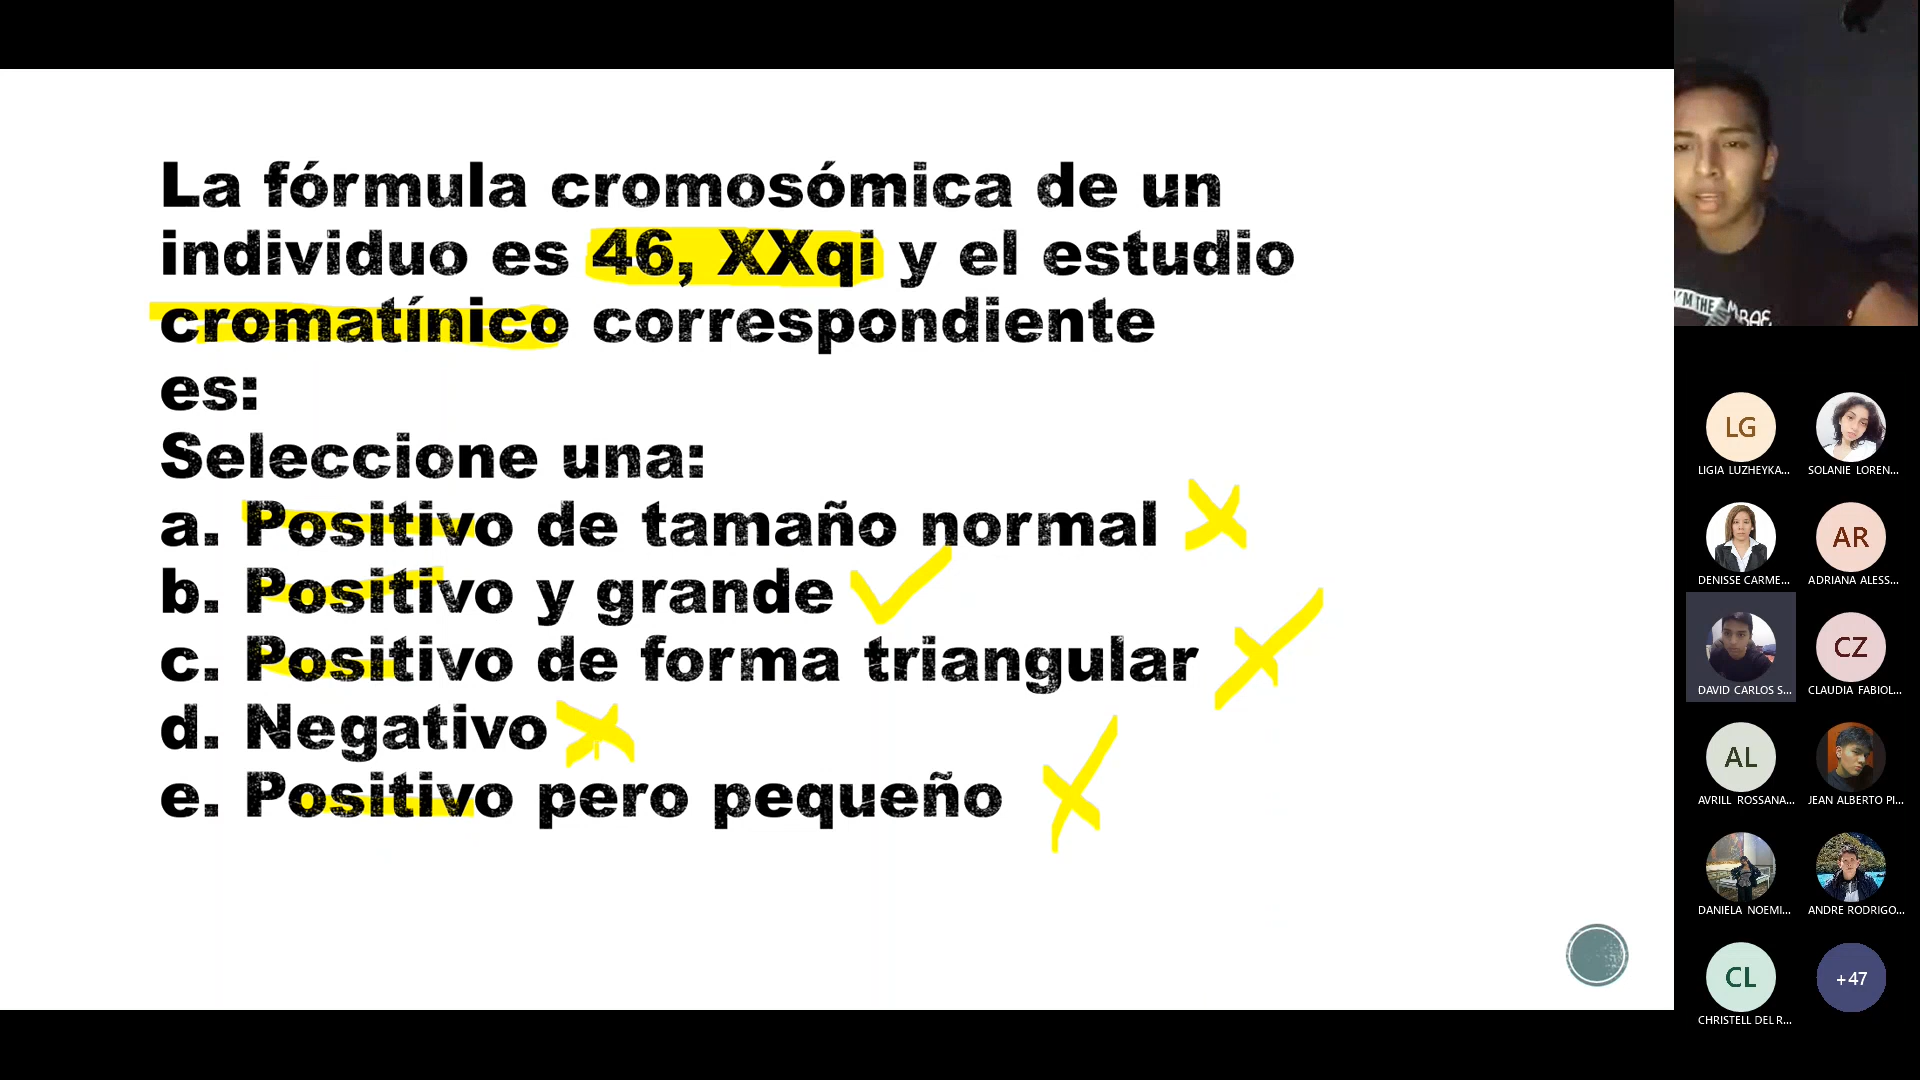 La fórmula cromosómica de un
individuo es 46, XXqi y el estudio
cromatínico correspondiente
es:
Seleccione una:
a. Positivo de tamaño normal
b. Positivo y grande
c. Positivo de forma triangular
d. Negativo
e. Positivo pero pequeño
I'M THE
BAE
LG
LIGIA LUZHEYKA...
SOLANIE LOREN...
DENISSE CARME...
AR
ADRIANA ALESS...
DAVID CARLOS S...
CZ
CLAUDIA FABIOL...
AL
AVRILL ROSSANA...
JEAN ALBERTO PI...
DANIELA NOEMI...
ANDRE RODRIGO...
CL
CHRISTELL DEL R...
+47